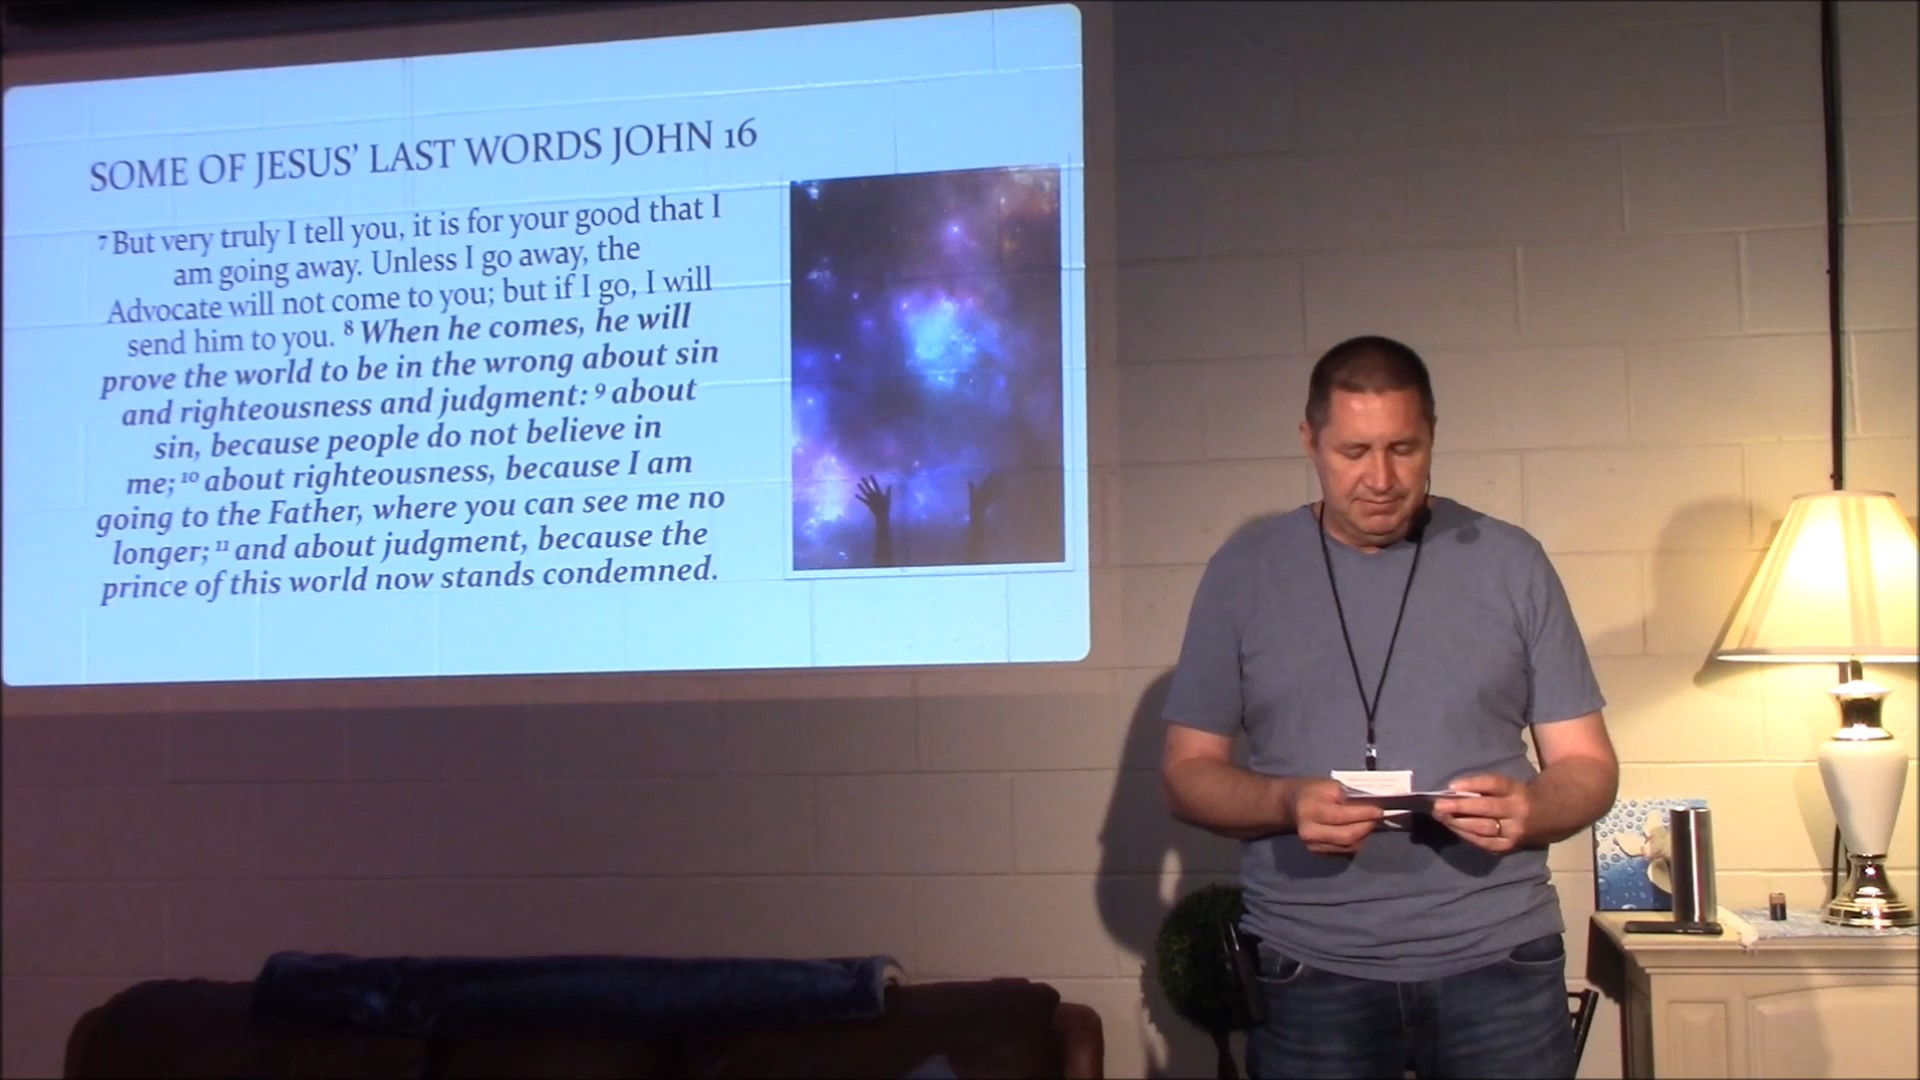 SOME OF JESUS’ LAST WORDS JOHN 16
⁷ But very truly I tell you, it is for your good that I
am going away. Unless I go away, the
Advocate will not come to you; but if I go, I will
send him to you. ⁸ When he comes, he will
prove the world to be in the wrong about sin
and righteousness and judgment: ⁹ about
sin, because people do not believe in
me; ¹⁰ about righteousness, because I am
going to the Father, where you can see me no
longer; ¹¹ and about judgment, because the
prince of this world now stands condemned.